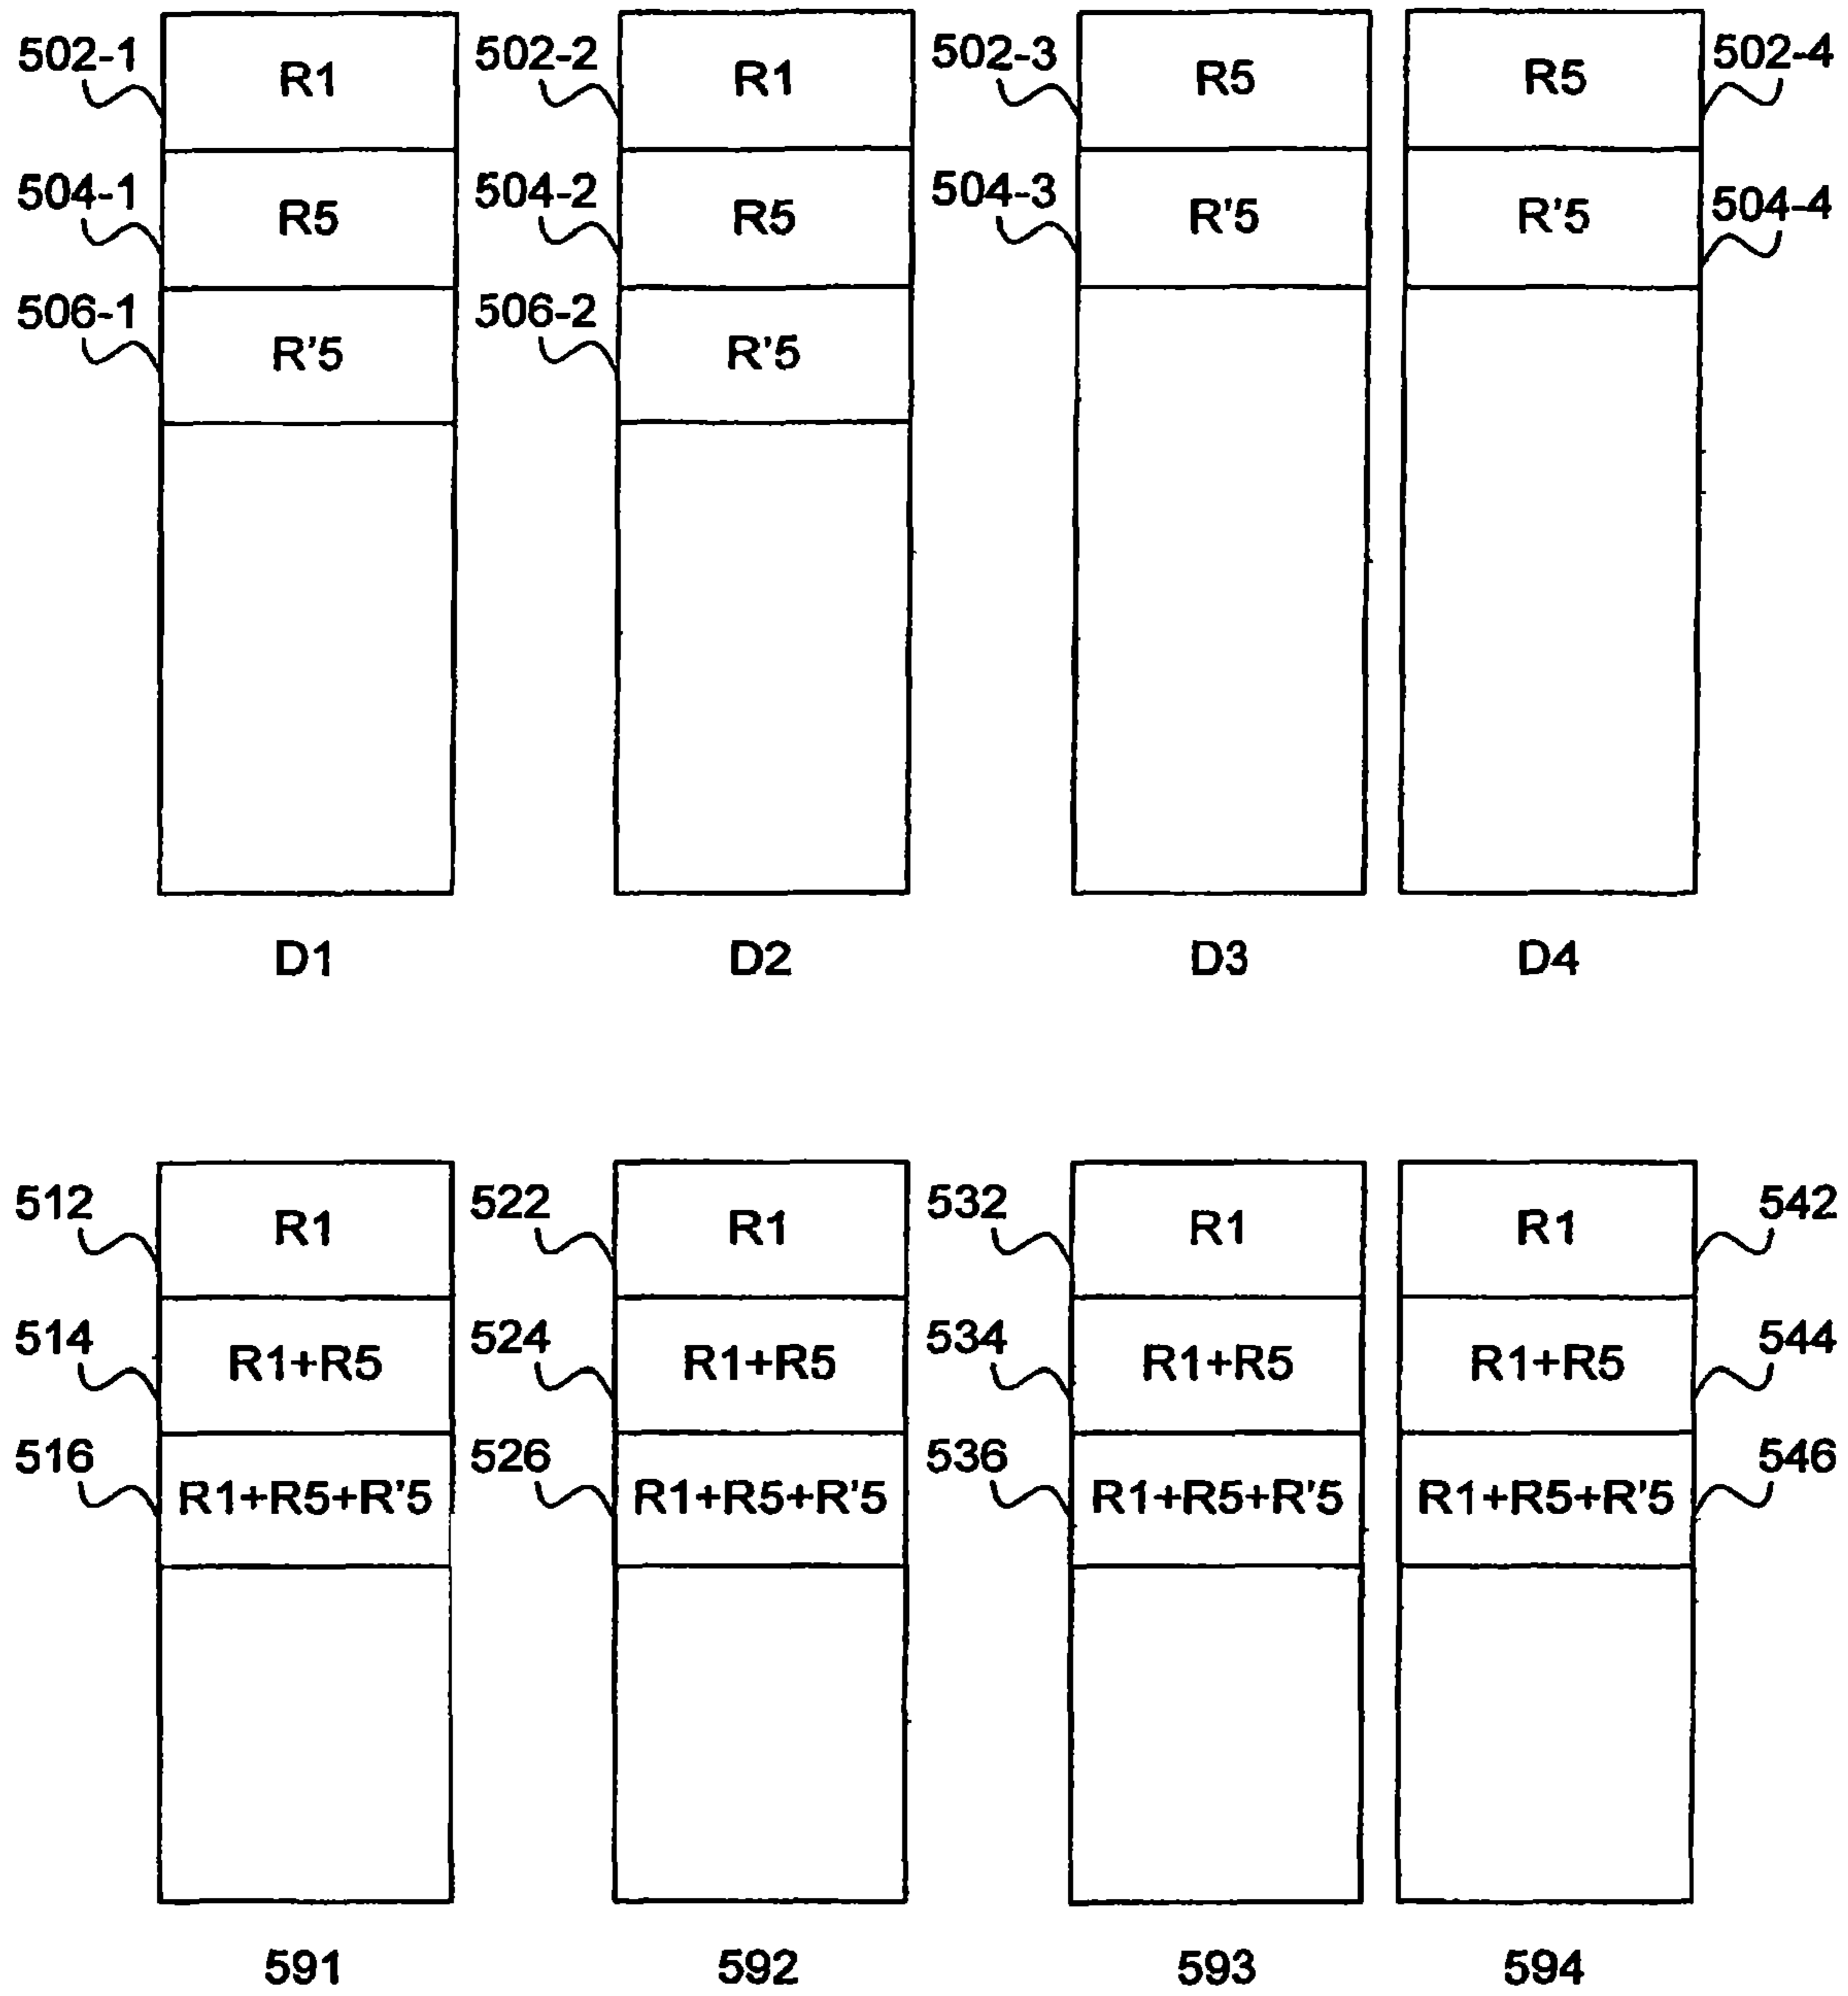 502-1 R1 502-2 R1 502-3 R5 R5 502-4
504-1 R5 504-2 R5 504-3 R'5 R'5 504-4
506-1 R'5 506-2 R'5
D1 D2 D3 D4
512 R1 522 R1 532 R1 R1 542
514 R1+R5 524 R1+R5 534 R1+R5 R1+R5 544
516 R1+R5+R'5 526 R1+R5+R'5 536 R1+R5+R'5 R1+R5+R'5 546
591 592 593 594